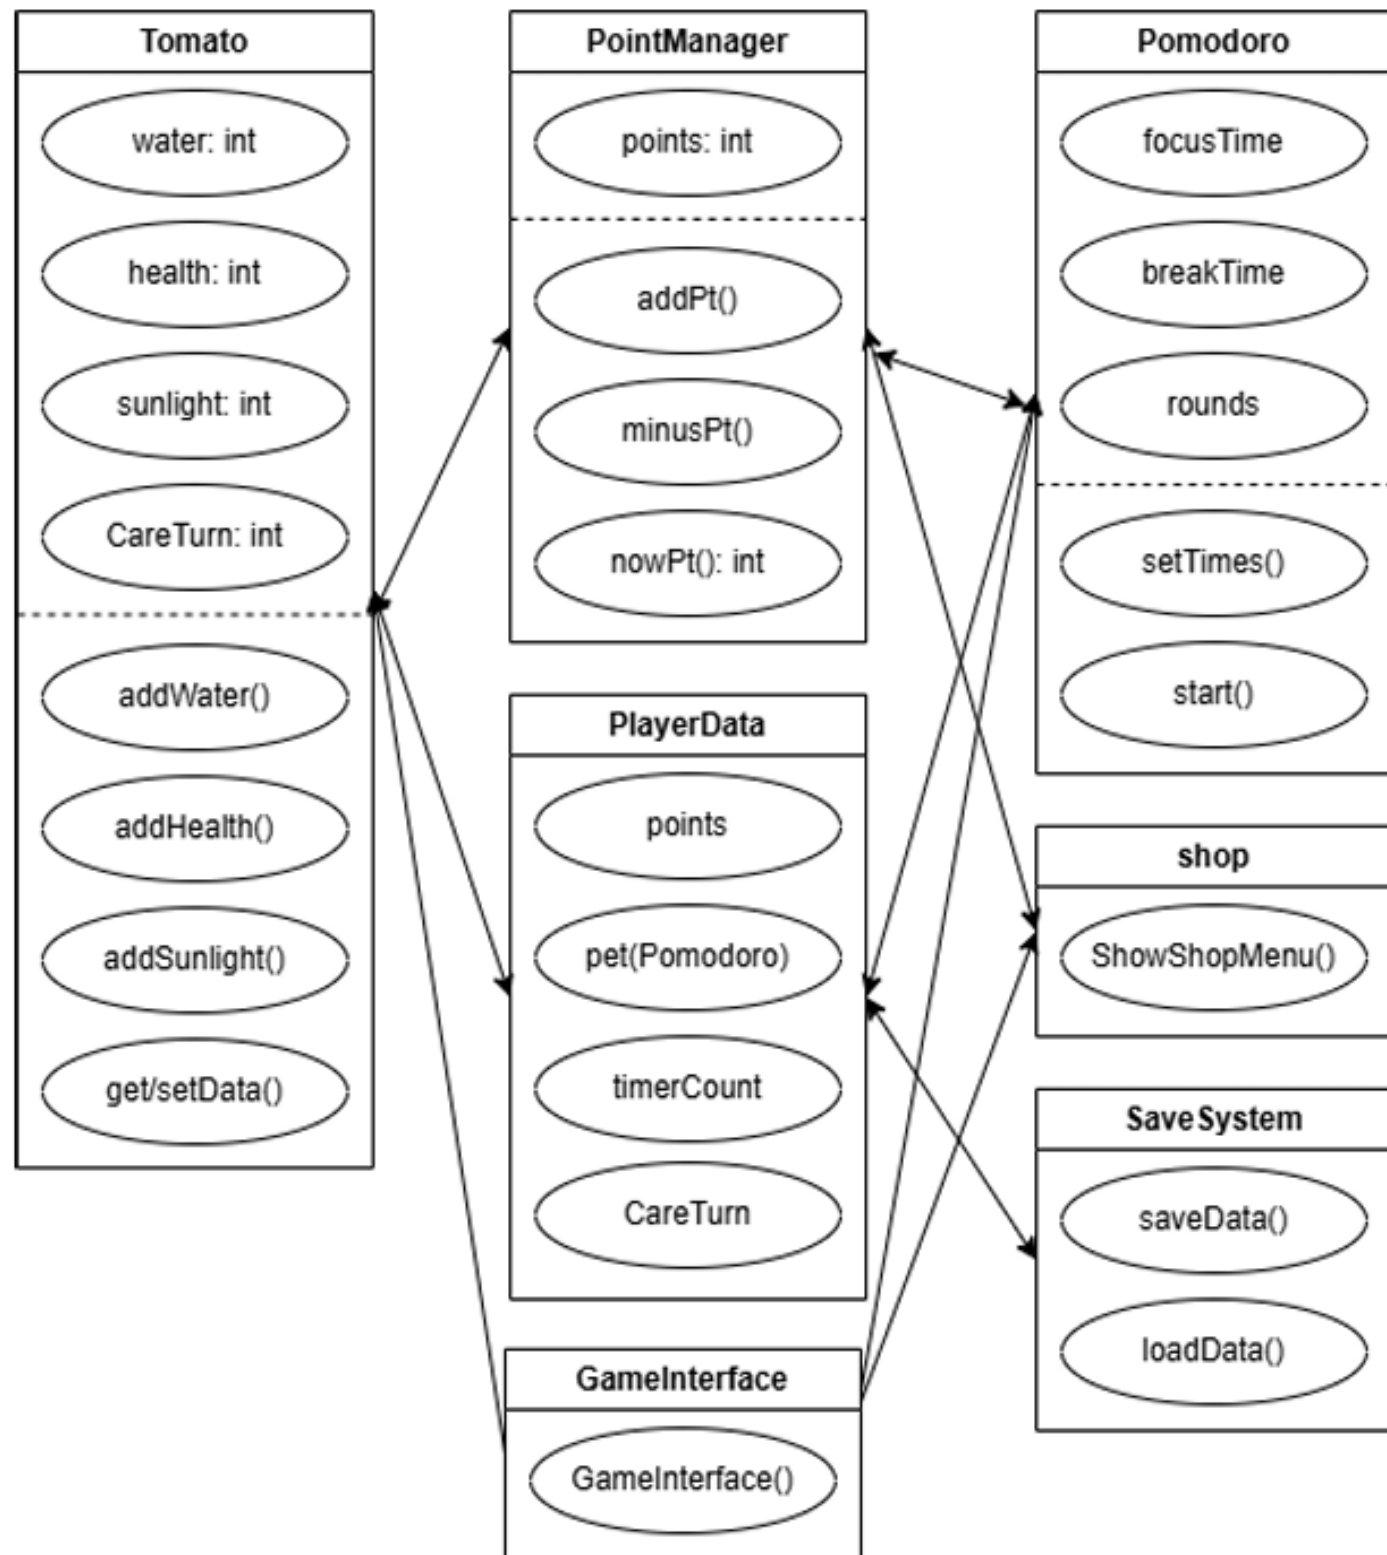 Tomato
water: int
health: int
sunlight: int
CareTurn: int
addWater()
addHealth()
addSunlight()
get/setData()
PointManager
points: int
addPt()
minusPt()
nowPt(): int
PlayerData
points
pet(Pomodoro)
timerCount
CareTurn
GameInterface
GameInterface()
Pomodoro
focusTime
breakTime
rounds
setTimes()
start()
shop
ShowShopMenu()
SaveSystem
saveData()
loadData()